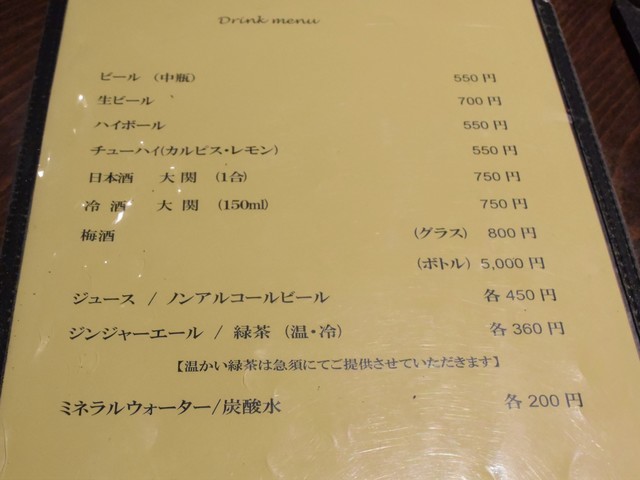 Drink menu
ビール （中瓶） 550円
生ビール 700円
ハイボール 550円
チューハイ(カルピス・レモン) 550円
日本酒 大関 (1合) 750円
冷酒 大関 (150ml) 750円
梅酒 (グラス) 800円
(ボトル) 5,000円
ジュース / ノンアルコールビール 各450円
ジンジャーエール / 緑茶 （温・冷） 各360円
【温かい緑茶は急須にてご提供させていただきます】
ミネラルウォーター/炭酸水 各200円